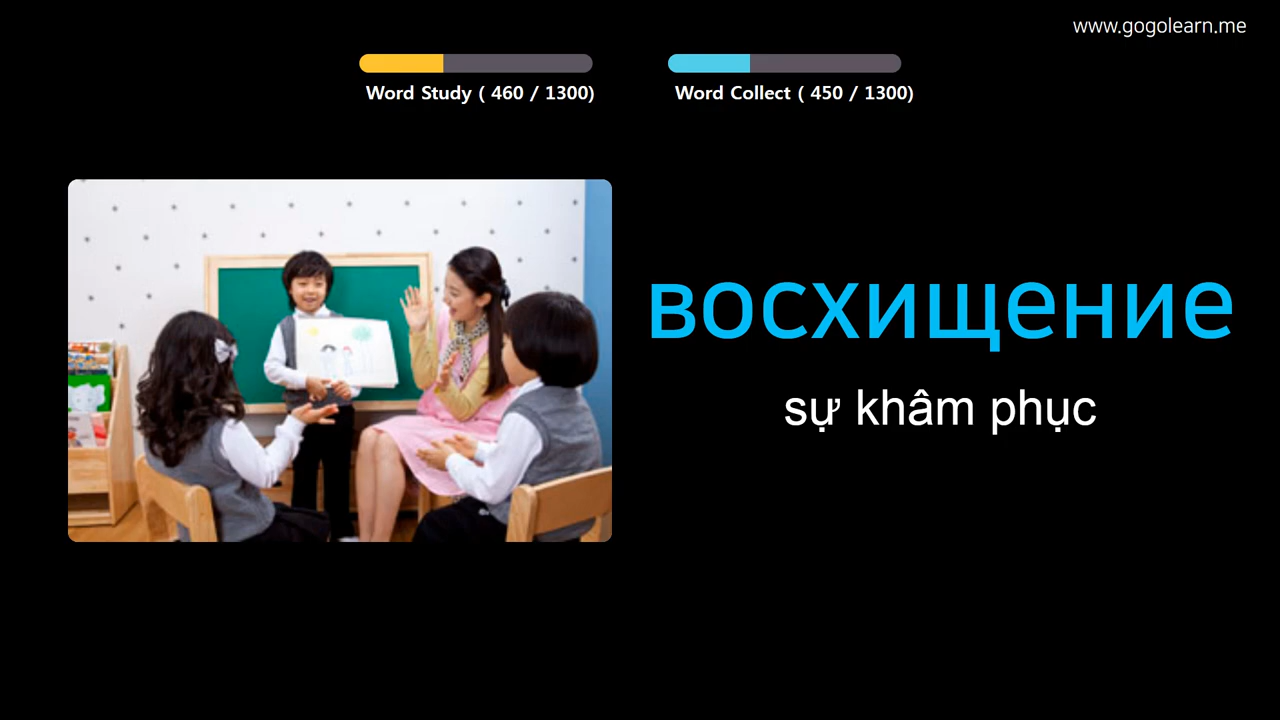 www.gogolearn.me
Word Study ( 460 / 1300)
Word Collect ( 450 / 1300)
восхищение
sự khâm phục